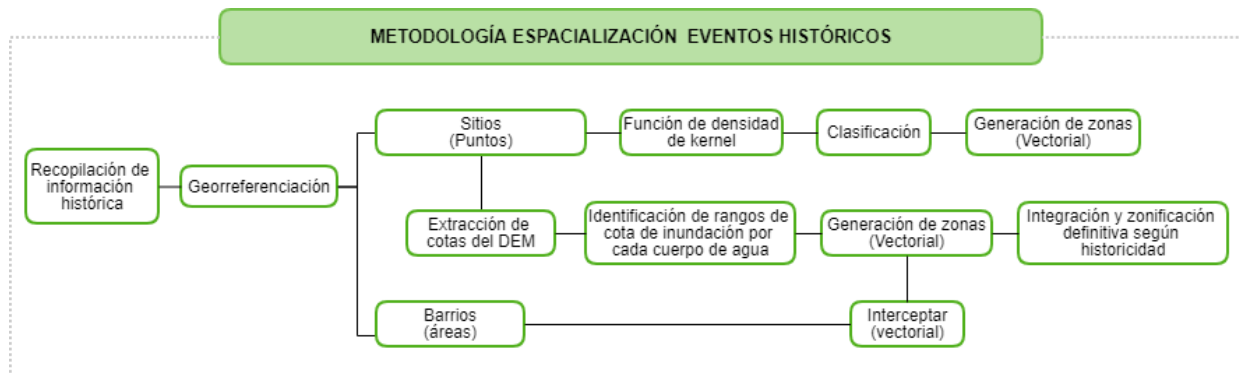 METODOLOGÍA ESPACIALIZACIÓN EVENTOS HISTÓRICOS
Recopilación de
información
histórica
Georreferenciación
Sitios
(Puntos)
Función de densidad
de kernel
Clasificación
Generación de zonas
(Vectorial)
Extracción de
cotas del DEM
Identificación de rangos de
cota de inundación por
cada cuerpo de agua
Generación de zonas
(Vectorial)
Integración y zonificación
definitiva según
historicidad
Barrios
(áreas)
Interceptar
(vectorial)